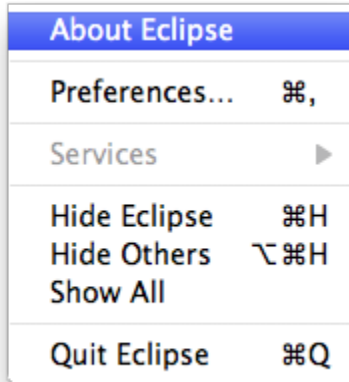 About Eclipse
Preferences... ⌘,
Services ▶
Hide Eclipse ⌘H
Hide Others ⌥⌘H
Show All
Quit Eclipse ⌘Q